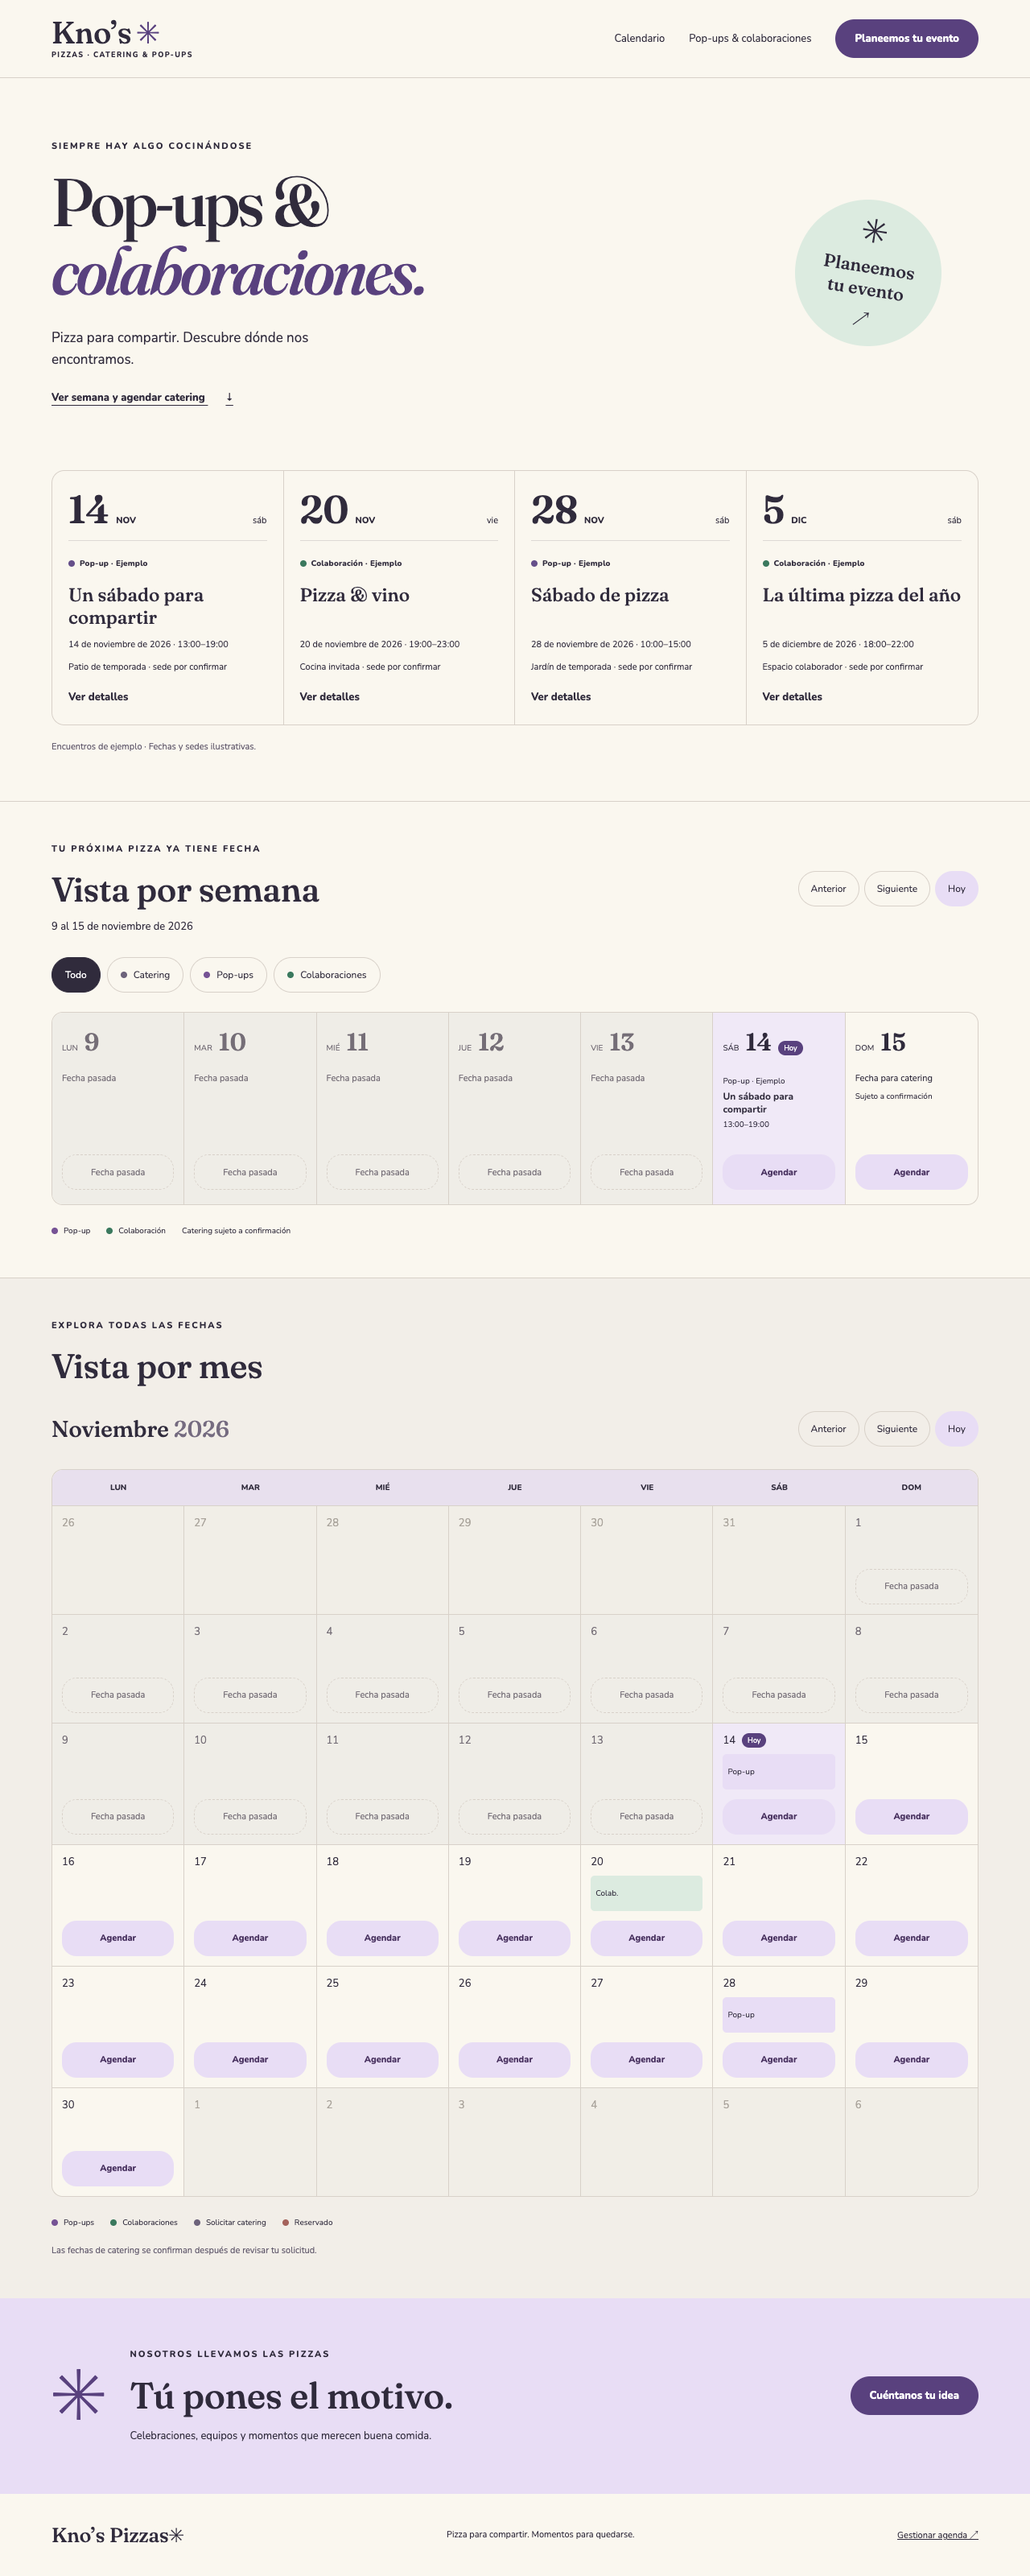 Kno's
PIZZAS · CATERING & POP-UPS
Calendario
Pop-ups & colaboraciones
Planeemos tu evento
SIEMPRE HAY ALGO COCINÁNDOSE
Pop-ups &
colaboraciones.
Pizza para compartir. Descubre dónde nos
encontramos.
Ver semana y agendar catering ↓
Planeemos
tu evento
↗
14 NOV sáb
Pop-up · Ejemplo
Un sábado para
compartir
14 de noviembre de 2026 · 13:00–19:00
Patio de temporada · sede por confirmar
Ver detalles
20 NOV vie
Colaboración · Ejemplo
Pizza & vino
20 de noviembre de 2026 · 19:00–23:00
Cocina invitada · sede por confirmar
Ver detalles
28 NOV sáb
Pop-up · Ejemplo
Sábado de pizza
28 de noviembre de 2026 · 10:00–15:00
Jardín de temporada · sede por confirmar
Ver detalles
5 DIC sáb
Colaboración · Ejemplo
La última pizza del año
5 de diciembre de 2026 · 18:00–22:00
Espacio colaborador · sede por confirmar
Ver detalles
Encuentros de ejemplo · Fechas y sedes ilustrativas.
TU PRÓXIMA PIZZA YA TIENE FECHA
Vista por semana
Anterior Siguiente Hoy
9 al 15 de noviembre de 2026
Todo Catering Pop-ups Colaboraciones
LUN 9
Fecha pasada
Fecha pasada
MAR 10
Fecha pasada
Fecha pasada
MIÉ 11
Fecha pasada
Fecha pasada
JUE 12
Fecha pasada
Fecha pasada
VIE 13
Fecha pasada
Fecha pasada
SÁB 14 Hoy
Pop-up · Ejemplo
Un sábado para
compartir
13:00–19:00
Agendar
DOM 15
Fecha para catering
Sujeto a confirmación
Agendar
Pop-up Colaboración Catering sujeto a confirmación
EXPLORA TODAS LAS FECHAS
Vista por mes
Noviembre 2026
Anterior Siguiente Hoy
LUN MAR MIÉ JUE VIE SÁB DOM
26 27 28 29 30 31 1
Fecha pasada
2 3 4 5 6 7 8
Fecha pasada Fecha pasada Fecha pasada Fecha pasada Fecha pasada Fecha pasada Fecha pasada
9 10 11 12 13 14 Hoy 15
Pop-up
Fecha pasada Fecha pasada Fecha pasada Fecha pasada Fecha pasada Agendar Agendar
16 17 18 19 20 21 22
Colab.
Agendar Agendar Agendar Agendar Agendar Agendar Agendar
23 24 25 26 27 28 29
Pop-up
Agendar Agendar Agendar Agendar Agendar Agendar Agendar
30 1 2 3 4 5 6
Agendar
Pop-ups Colaboraciones Solicitar catering Reservado
Las fechas de catering se confirman después de revisar tu solicitud.
NOSOTROS LLEVAMOS LAS PIZZAS
Tú pones el motivo.
Celebraciones, equipos y momentos que merecen buena comida.
Cuéntanos tu idea
Kno's Pizzas
Pizza para compartir. Momentos para quedarse.
Gestionar agenda ↗